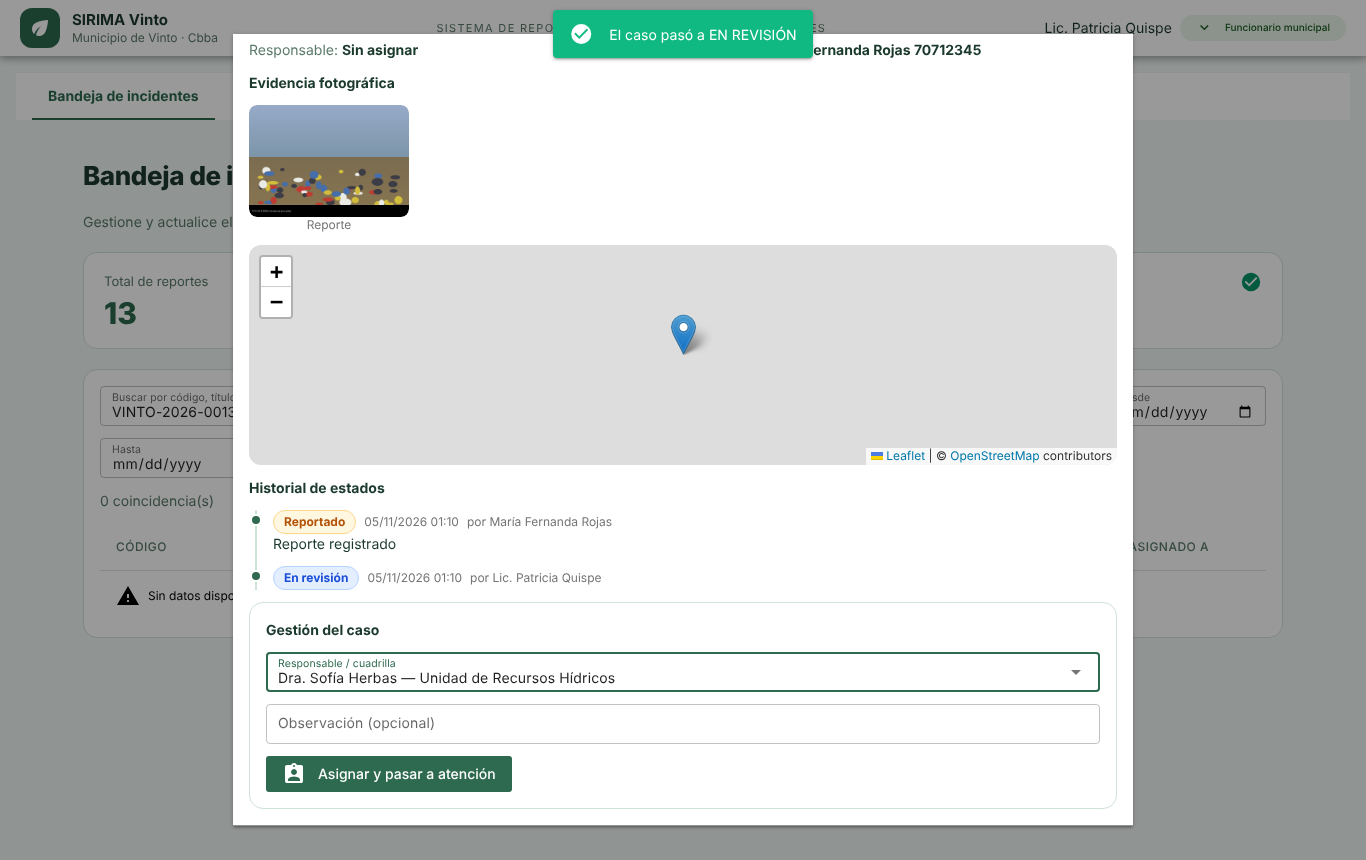 SIRIMA Vinto
Municipio de Vinto · Cbba
SISTEMA DE REPO
ES
Lic. Patricia Quispe
Funcionario municipal
El caso pasó a EN REVISIÓN
Responsable: Sin asignar
ernanda Rojas 70712345
Bandeja de incidentes
Evidencia fotográfica
Reporte
Bandeja de i
Gestione y actualice el
Total de reportes
13
+
−
Leaflet | © OpenStreetMap contributors
Buscar por código, título
VINTO-2026-0013
sde
m/dd/yyyy
Hasta
mm/dd/yyyy
0 coincidencia(s)
CÓDIGO
ASIGNADO A
Sin datos dispo
Historial de estados
Reportado 05/11/2026 01:10 por María Fernanda Rojas
Reporte registrado
En revisión 05/11/2026 01:10 por Lic. Patricia Quispe
Gestión del caso
Responsable / cuadrilla
Dra. Sofía Herbas — Unidad de Recursos Hídricos
Observación (opcional)
Asignar y pasar a atención